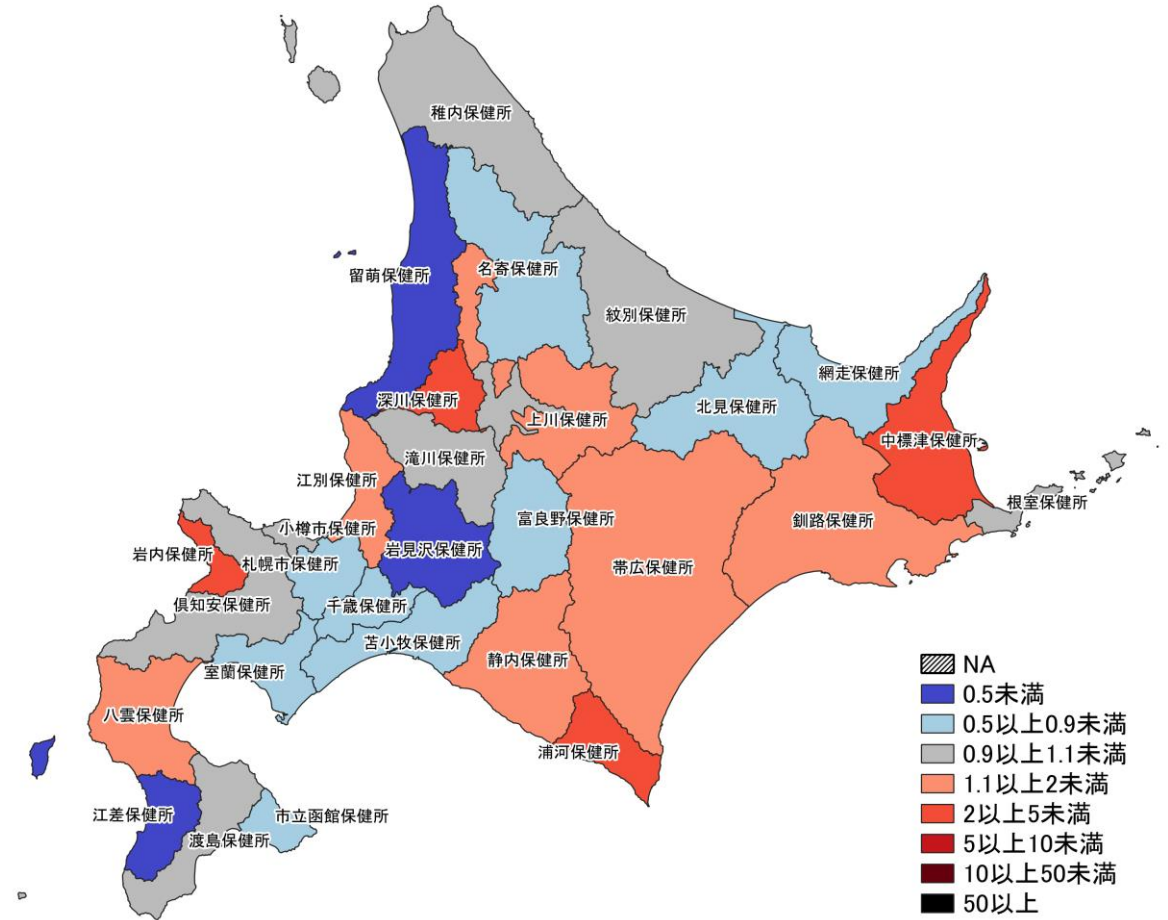 稚内保健所
留萌保健所
名寄保健所
紋別保健所
網走保健所
深川保健所
北見保健所
上川保健所
中標津保健所
滝川保健所
江別保健所
根室保健所
小樽市保健所
富良野保健所
釧路保健所
岩内保健所
岩見沢保健所
札幌市保健所
帯広保健所
倶知安保健所
千歳保健所
苫小牧保健所
静内保健所
室蘭保健所
八雲保健所
浦河保健所
江差保健所
市立函館保健所
渡島保健所
NA
0.5未満
0.5以上0.9未満
0.9以上1.1未満
1.1以上2未満
2以上5未満
5以上10未満
10以上50未満
50以上